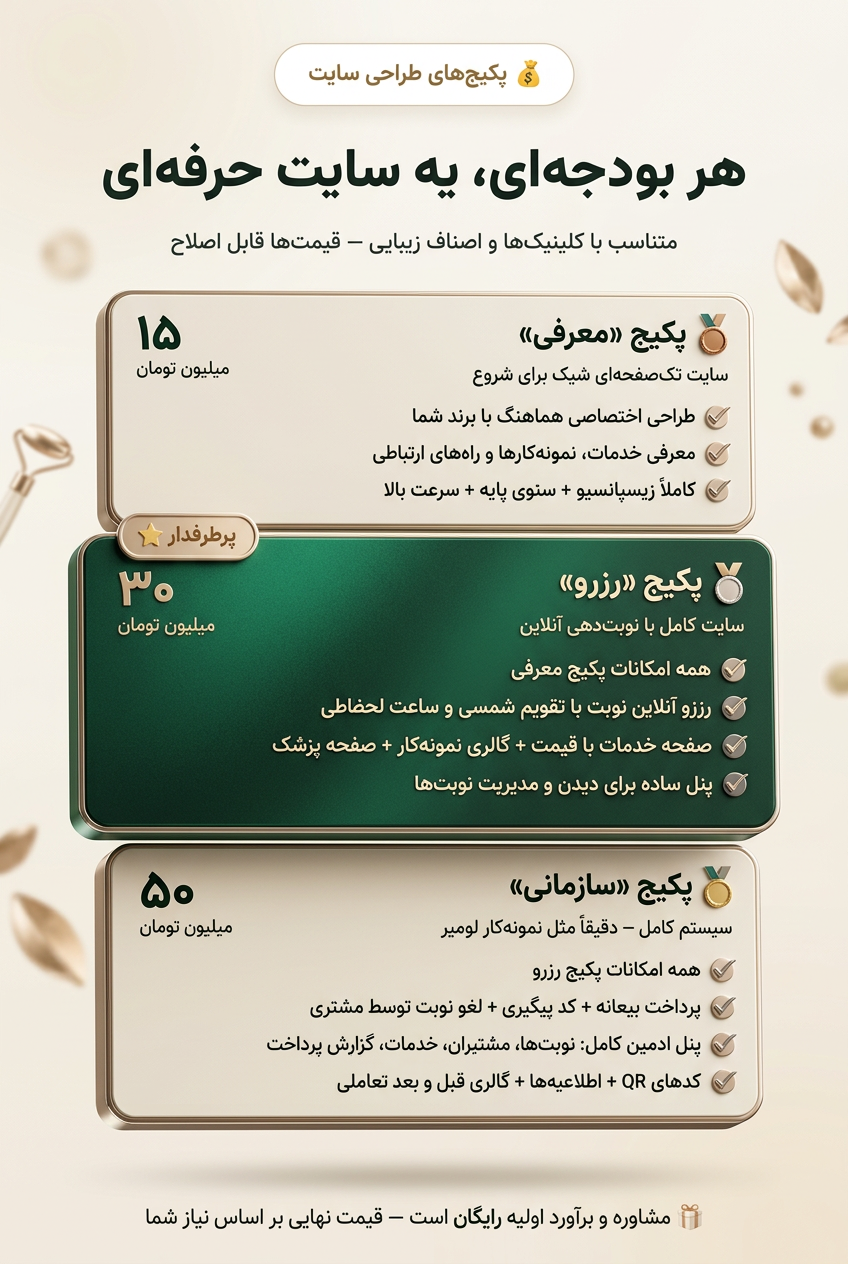 💰 پکیج‌های طراحی سایت
هر بودجه‌ای، یه سایت حرفه‌ای
متناسب با کلینیک‌ها و اصناف زیبایی – قیمت‌ها قابل اصلاح
🥉 پکیج «معرفی»
۱۵
میلیون تومان
سایت تک‌صفحه‌ای شیک برای شروع
طراحی اختصاصی هماهنگ با برند شما
معرفی خدمات، نمونه‌کارها و راه‌های ارتباطی
کاملاً زیسپانسیو + سئوی پایه + سرعت بالا
پرطرفدار ⭐
🥈 پکیج «رزرو»
۳۰
میلیون تومان
سایت کامل با نوبت‌دهی آنلاین
همه امکانات پکیج معرفی
رززو آنلاین نوبت با تقویم شمسی و ساعت لحضاطی
صفحه خدمات با قیمت + گالری نمونه‌کار + صفحه پزشک
پنل ساده برای دیدن و مدیریت نوبت‌ها
🥇 پکیج «سازمانی»
۵۰
میلیون تومان
سیستم کامل – دقیقاً مثل نمونه‌کار لومیر
همه امکانات پکیج رزرو
پرداخت بیعانه + کد پیگیری + لغو نوبت توسط مشتری
پنل ادمین کامل: نوبت‌ها، مشتریان، خدمات، گزارش پرداخت
کدهای QR + اطلاعیه‌ها + گالری قبل و بعد تعاملی
🎁 مشاوره و برآورد اولیه رایگان است – قیمت نهایی بر اساس نیاز شما